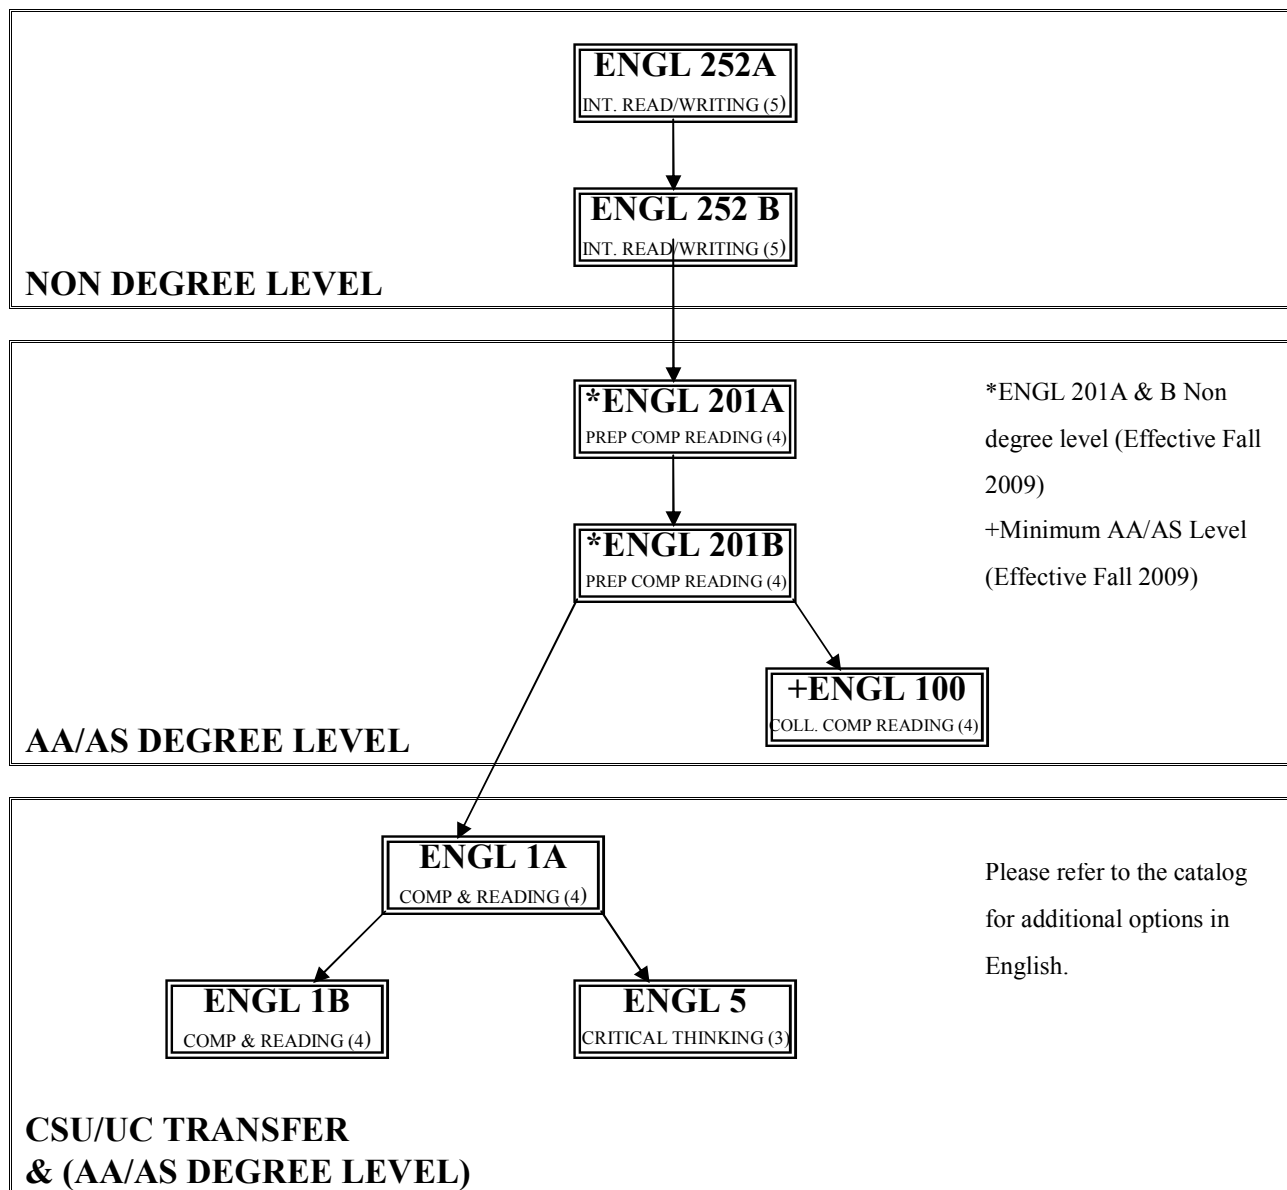 ENGL 252A
INT. READ/WRITING (5)
ENGL 252 B
INT. READ/WRITING (5)
NON DEGREE LEVEL
*ENGL 201A
PREP COMP READING (4)
*ENGL 201B
PREP COMP READING (4)
*ENGL 201A & B Non
degree level (Effective Fall
2009)
+Minimum AA/AS Level
(Effective Fall 2009)
+ENGL 100
COLL. COMP READING (4)
AA/AS DEGREE LEVEL
ENGL 1A
COMP & READING (4)
ENGL 1B
COMP & READING (4)
ENGL 5
CRITICAL THINKING (3)
Please refer to the catalog
for additional options in
English.
CSU/UC TRANSFER
& (AA/AS DEGREE LEVEL)